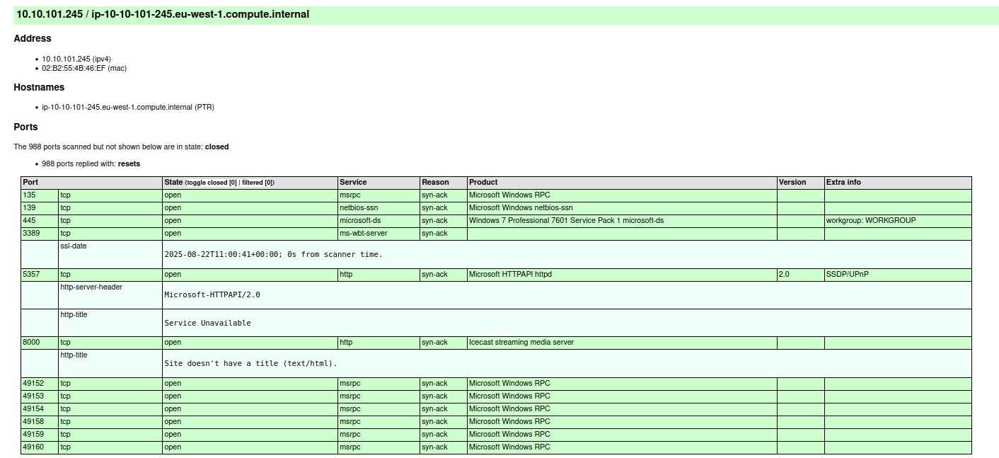 10.10.101.245 / ip-10-10-101-245.eu-west-1.compute.internal
Address
• 10.10.101.245 (ipv4)
• 02:B2:55:4B:46:EF (mac)
Hostnames
• ip-10-10-101-245.eu-west-1.compute.internal (PTR)
Ports
The 988 ports scanned but not shown below are in state: closed
• 988 ports replied with: resets
Port State (toggle closed [0] | filtered [0]) Service Reason Product Version Extra info
135 tcp open msrpc syn-ack Microsoft Windows RPC
139 tcp open netbios-ssn syn-ack Microsoft Windows netbios-ssn
445 tcp open microsoft-ds syn-ack Windows 7 Professional 7601 Service Pack 1 microsoft-ds workgroup: WORKGROUP
3389 tcp open ms-wbt-server syn-ack
ssl-date
2025-08-22T11:00:41+00:00; 0s from scanner time.
5357 tcp open http syn-ack Microsoft HTTPAPI httpd 2.0 SSDP/UPnP
http-server-header
Microsoft-HTTPAPI/2.0
http-title
Service Unavailable
8000 tcp open http syn-ack Icecast streaming media server
http-title
Site doesn't have a title (text/html).
49152 tcp open msrpc syn-ack Microsoft Windows RPC
49153 tcp open msrpc syn-ack Microsoft Windows RPC
49154 tcp open msrpc syn-ack Microsoft Windows RPC
49158 tcp open msrpc syn-ack Microsoft Windows RPC
49159 tcp open msrpc syn-ack Microsoft Windows RPC
49160 tcp open msrpc syn-ack Microsoft Windows RPC